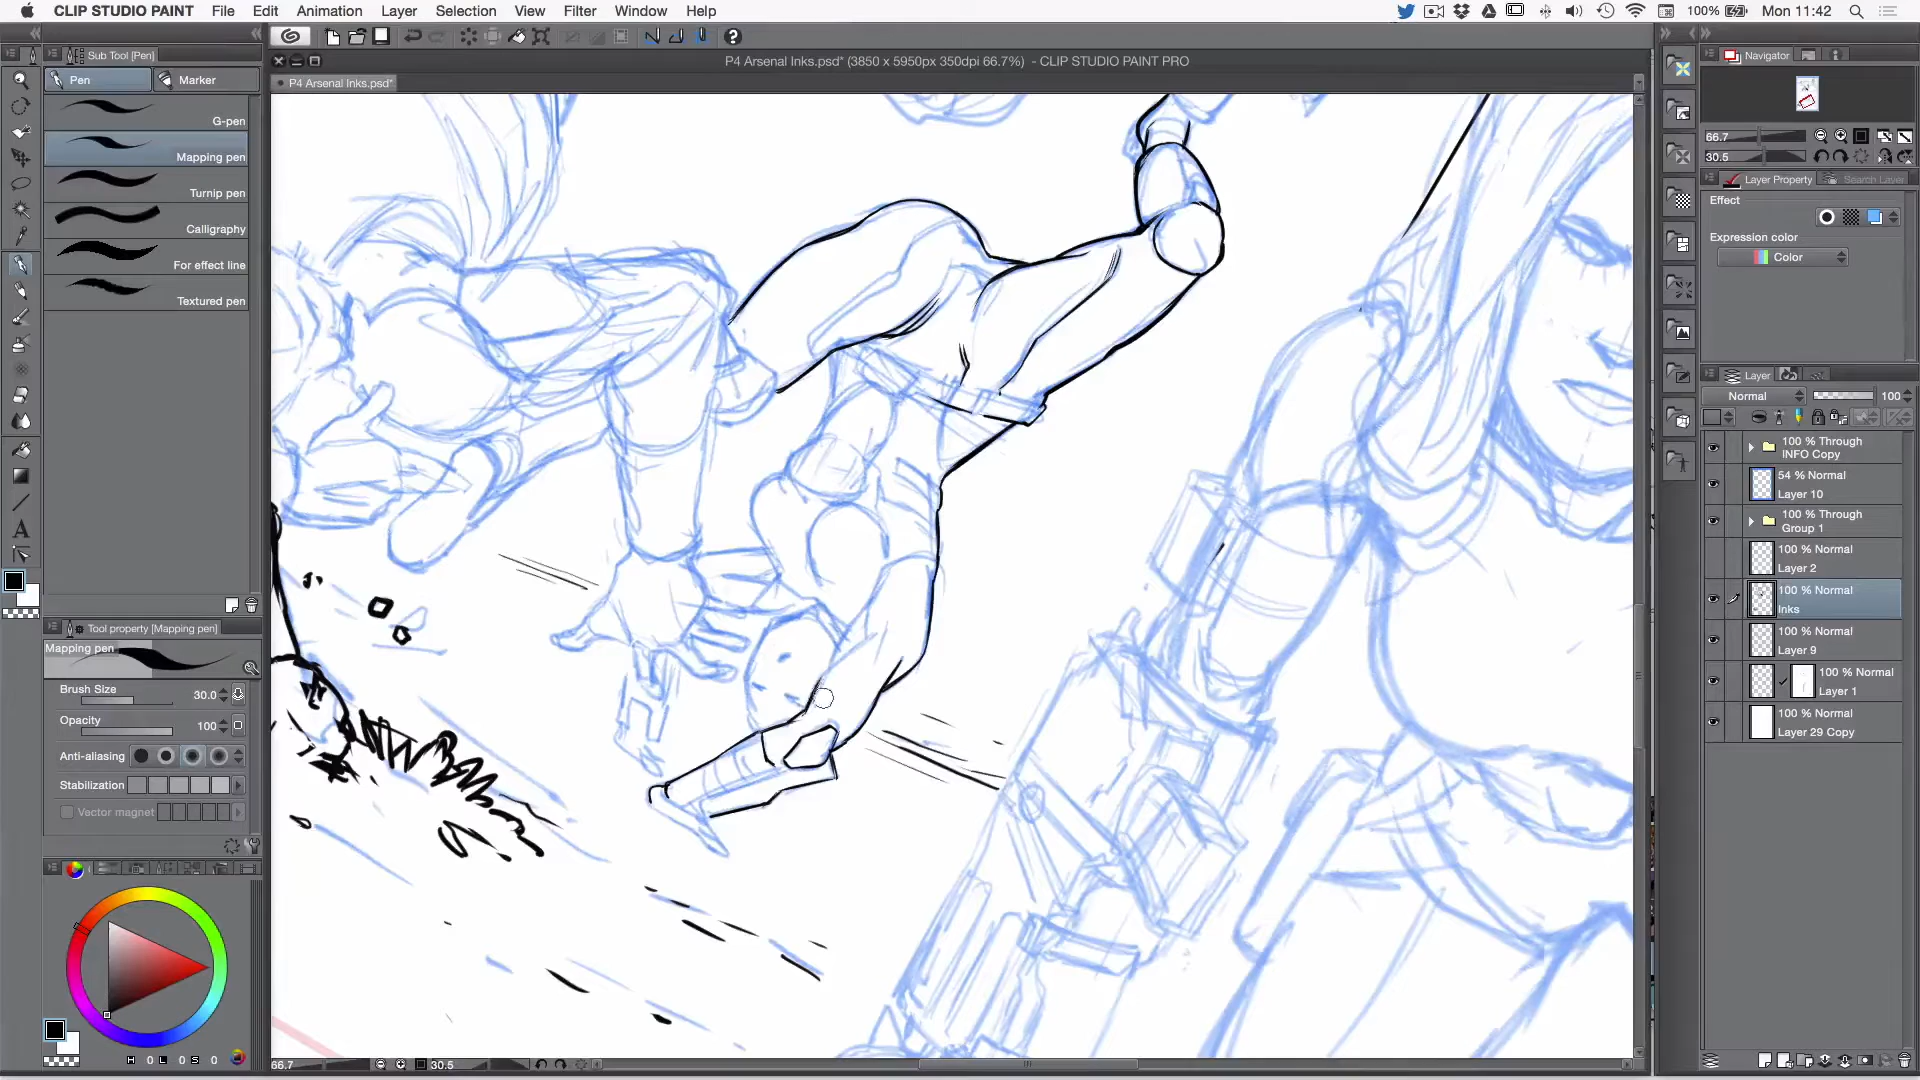 CLIP STUDIO PAINT File Edit Animation Layer Selection View Filter Window Help 100% Mon 11:42
Sub Tool [Pen]
P4 Arsenal Inks.psd* (3850 x 5950px 350dpi 66.7%) - CLIP STUDIO PAINT PRO
Navigator
Pen Marker
P4 Arsenal Inks.psd*
G-pen
Mapping pen
Turnip pen
Calligraphy
For effect line
Textured pen
66.7
30.5
Layer Property Search Layer
Effect
Expression color
Color
Layer
Normal 100
100 % Through
INFO Copy
54 % Normal
Layer 10
100 % Through
Group 1
100 % Normal
Layer 2
100 % Normal
Inks
100 % Normal
Layer 9
100 % Normal
Layer 1
100 % Normal
Layer 29 Copy
Tool property [Mapping pen]
Mapping pen
Brush Size 30.0
Opacity 100
Anti-aliasing
Stabilization
Vector magnet
H 0 L 0 S 0
66.7 30.5